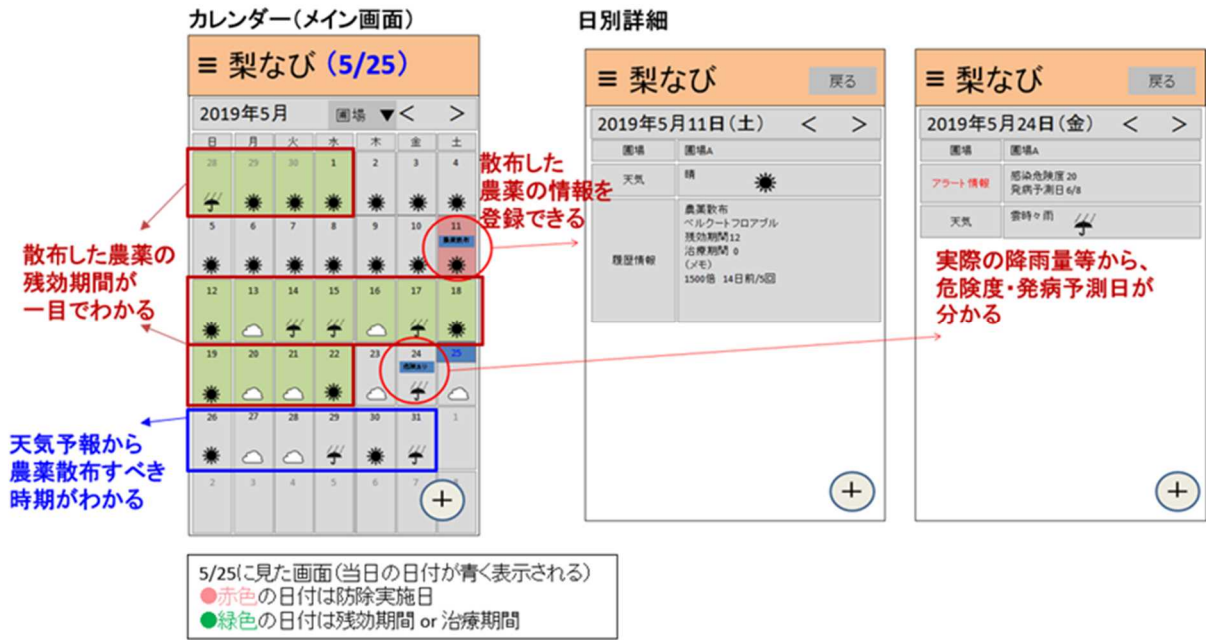 カレンダー(メイン画面)
≡ 梨なび (5/25)
2019年5月 圃場 ▼ < >
日 月 火 水 木 金 土
28 29 30 1 2 3 4
5 6 7 8 9 10 11
農薬散布
12 13 14 15 16 17 18
19 20 21 22 23 24 25
危険あり
26 27 28 29 30 31 1
2 3 4 5 6 7 8
+
散布した農薬の
残効期間が
一目でわかる
天気予報から
農薬散布すべき
時期がわかる
散布した
農薬の情報を
登録できる
日別詳細
≡ 梨なび 戻る
2019年5月11日(土) < >
圃場 圃場A
天気 晴
履歴情報
農薬散布
ベルクートフロアブル
残効期間12
治療期間 0
(メモ)
1500倍 14日前/5回
+
≡ 梨なび 戻る
2019年5月24日(金) < >
圃場 圃場A
アラート情報
感染危険度20
発病予測日6/8
天気 雲時々雨
実際の降雨量等から、
危険度・発病予測日が
分かる
+
5/25に見た画面(当日の日付が青く表示される)
●赤色の日付は防除実施日
●緑色の日付は残効期間 or 治療期間